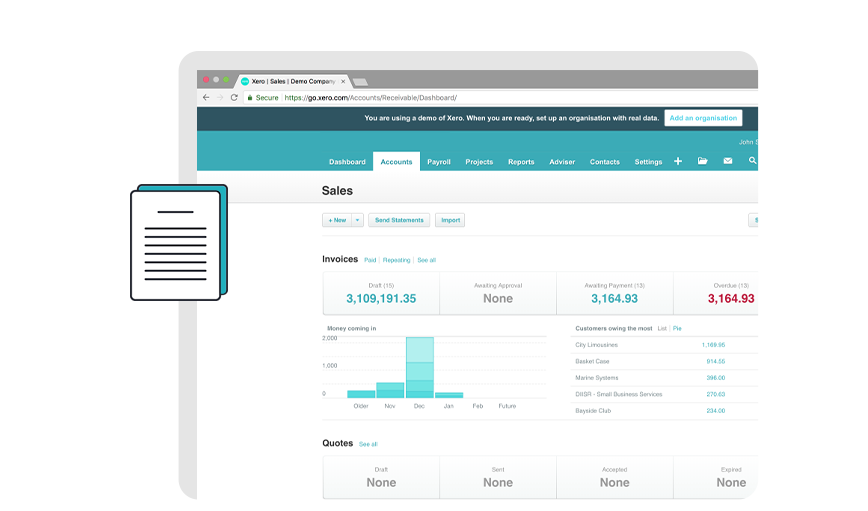 Xero | Sales | Demo Company ×
Secure https://go.xero.com/Accounts/Receivable/Dashboard/
You are using a demo of Xero. When you are ready, set up an organisation with real data. Add an organisation
John
Dashboard Accounts Payroll Projects Reports Adviser Contacts Settings
Sales
+ New Send Statements Import
Invoices Paid | Repeating | See all
Draft (15) Awaiting Approval Awaiting Payment (13) Overdue (13)
3,109,191.35 None 3,164.93 3,164.93
Money coming in
2,000
1,000
0
Older Nov Dec Jan Feb Future
Customers owing the most List | Pie
City Limousines 1,169.95
Basket Case 914.55
Marine Systems 396.00
DIISR - Small Business Services 270.63
Bayside Club 234.00
Quotes See all
Draft Sent Accepted Expired
None None None None